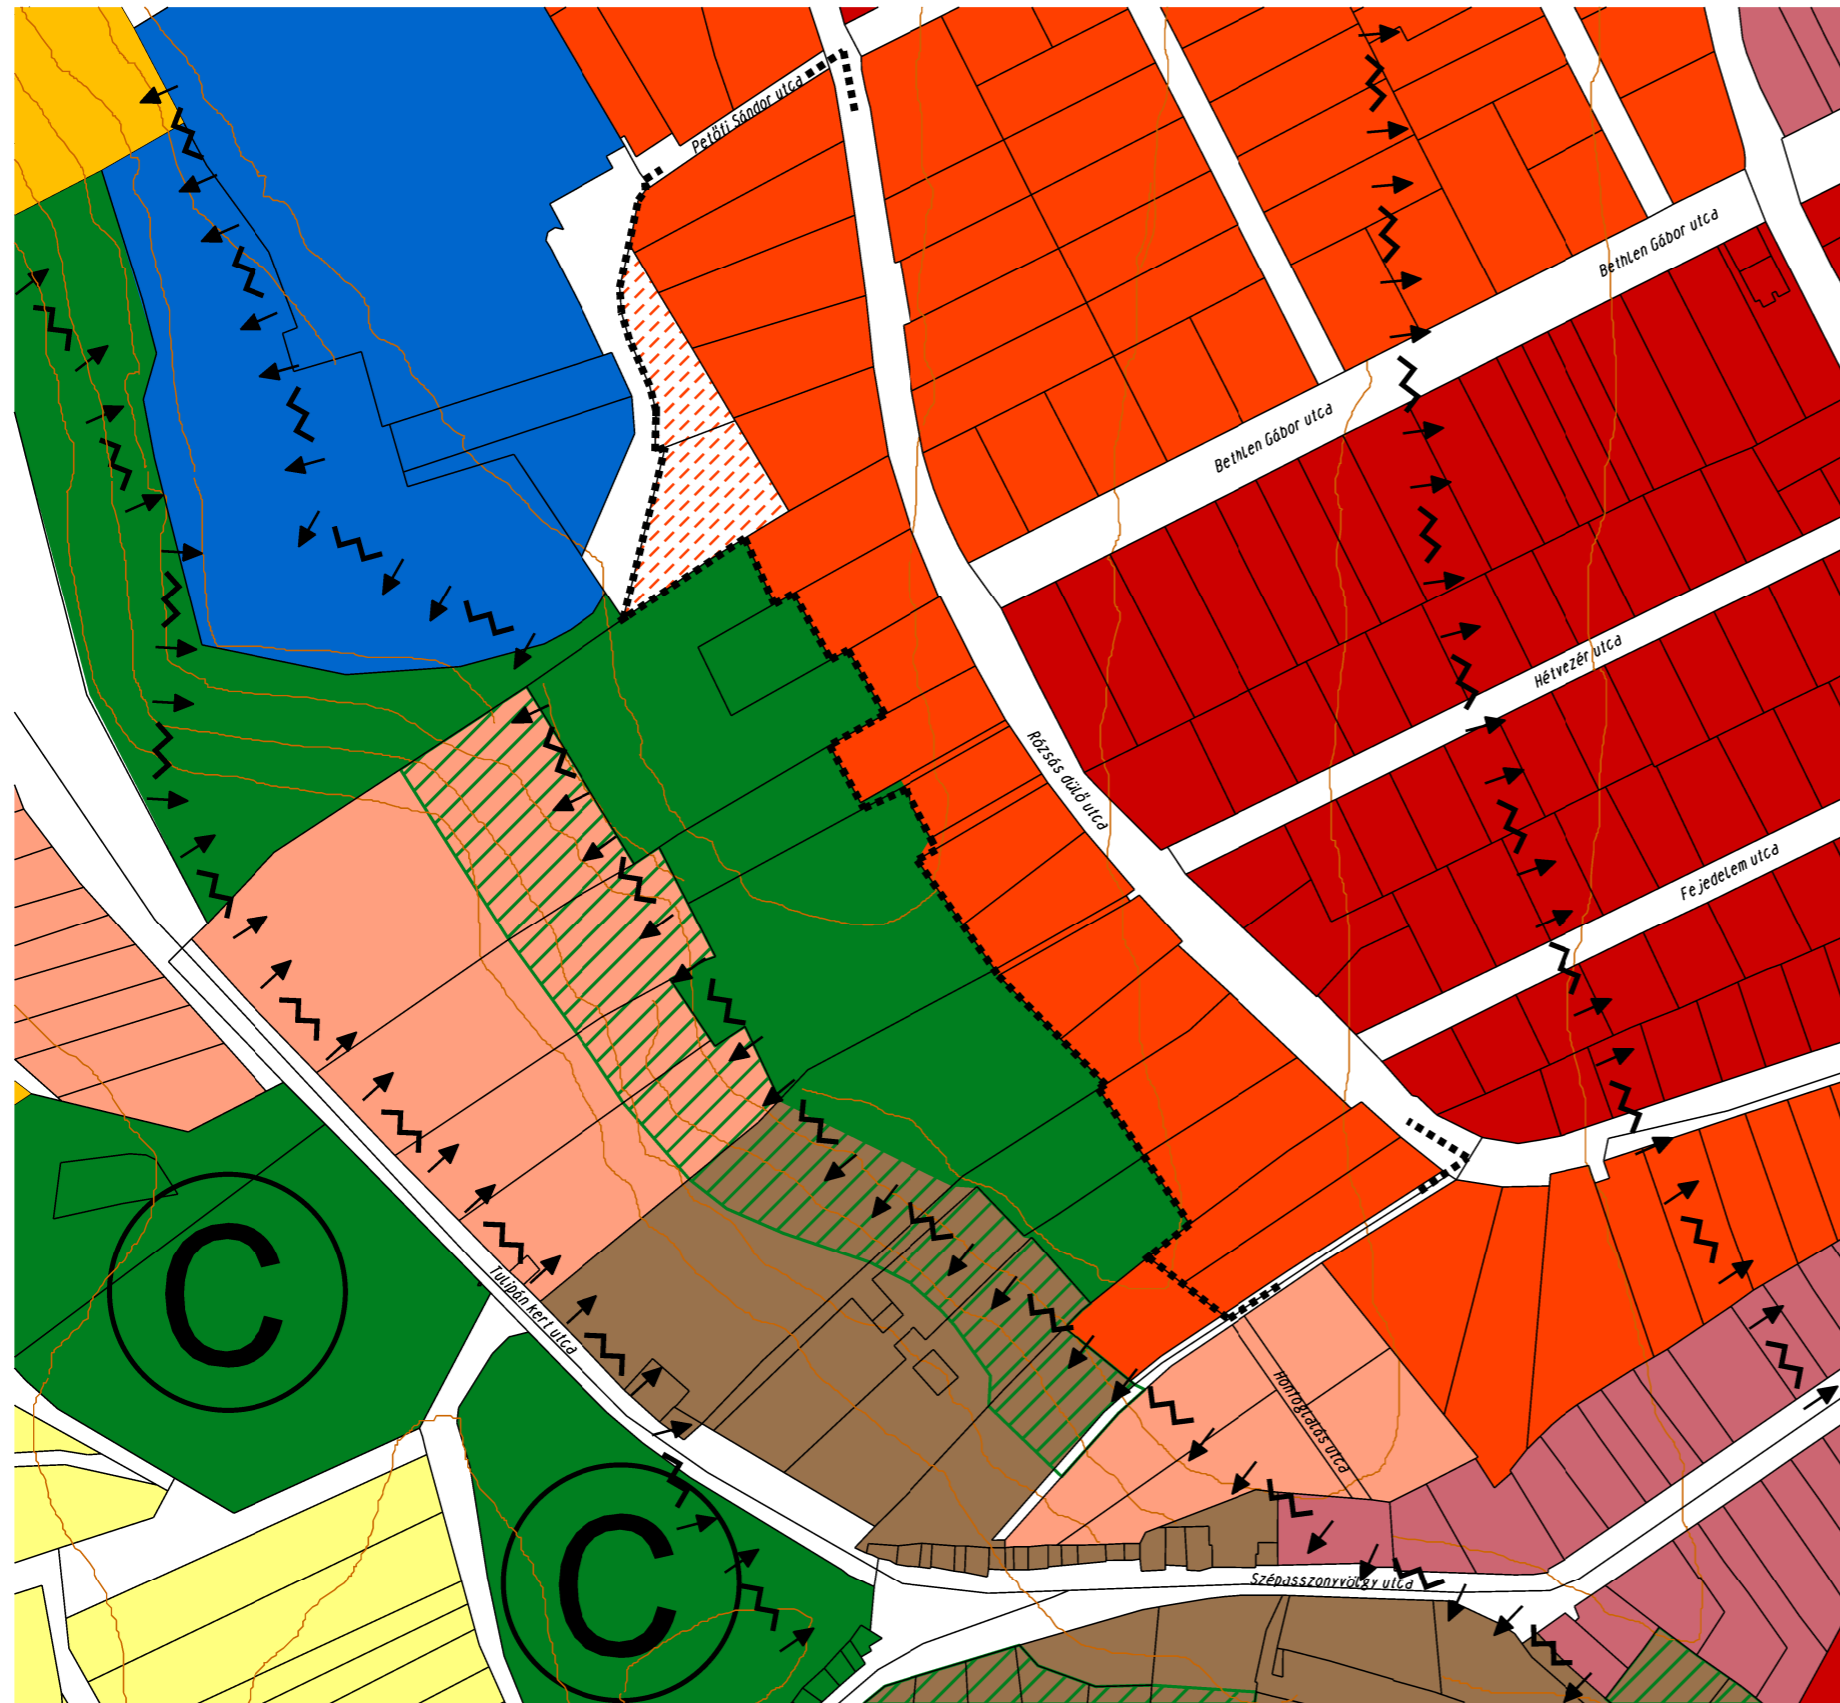 Petőfi Sándor utca
Bethlen Gábor utca
Bethlen Gábor utca
Hétvezér utca
Rózsás dűlő utca
Fejedelem utca
C
Tulipán kert utca
Honfoglalás utca
C
Szépasszonyvölgy utca